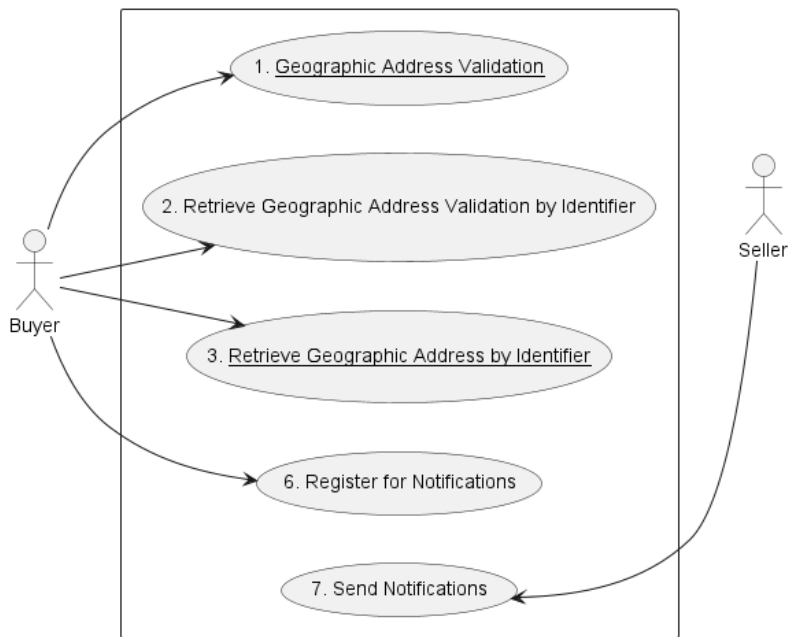 1. Geographic Address Validation
2. Retrieve Geographic Address Validation by Identifier
Seller
Buyer
3. Retrieve Geographic Address by Identifier
6. Register for Notifications
7. Send Notifications